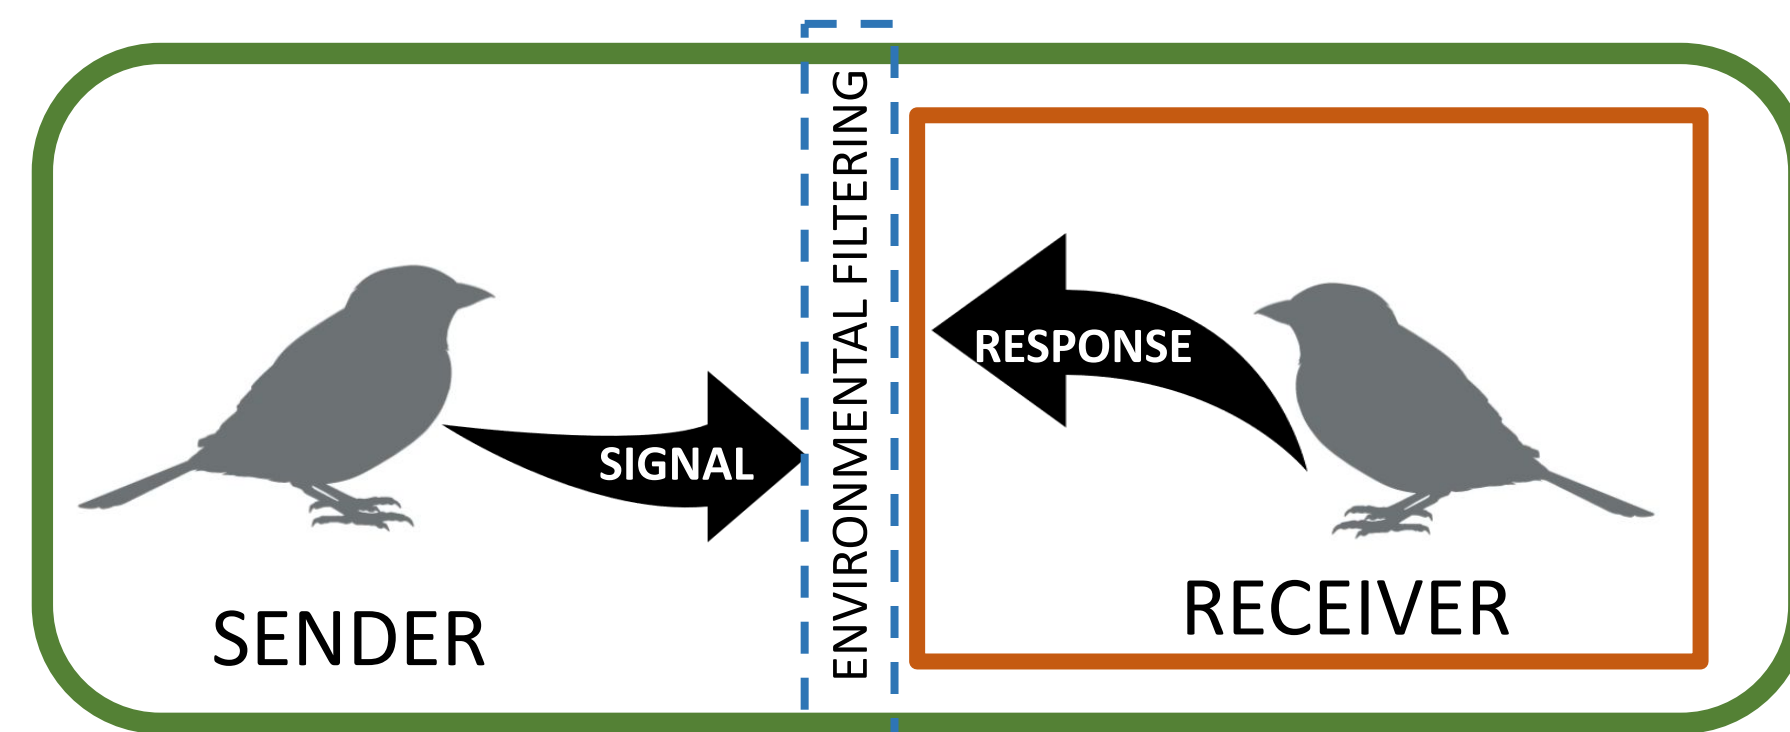 SENDER
SIGNAL
ENVIRONMENTAL FILTERING
RESPONSE
RECEIVER